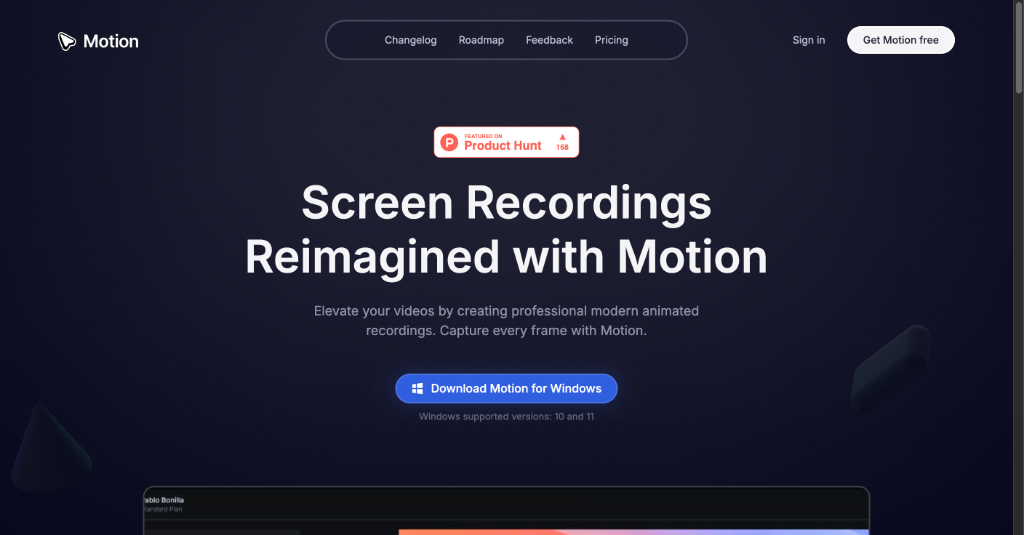 Motion
Changelog Roadmap Feedback Pricing
Sign in
Get Motion free
FEATURED ON
Product Hunt
168
Screen Recordings
Reimagined with Motion
Elevate your videos by creating professional modern animated
recordings. Capture every frame with Motion.
Download Motion for Windows
Windows supported versions: 10 and 11
ablo Bonilla
tandard Plan